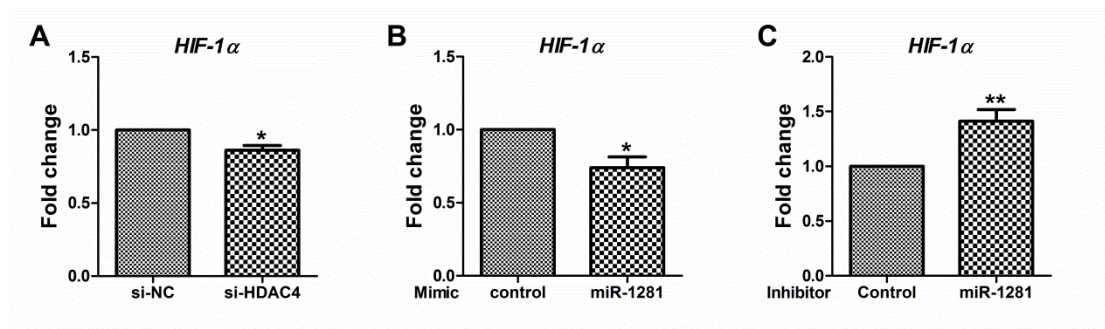 A
HIF-1α
Fold change
1.5
1.0
0.5
0.0
*
si-NC
si-HDAC4
B
HIF-1α
Fold change
1.5
1.0
0.5
0.0
*
Mimic
control
miR-1281
C
HIF-1α
Fold change
2.0
1.5
1.0
0.5
0.0
**
Inhibitor
Control
miR-1281